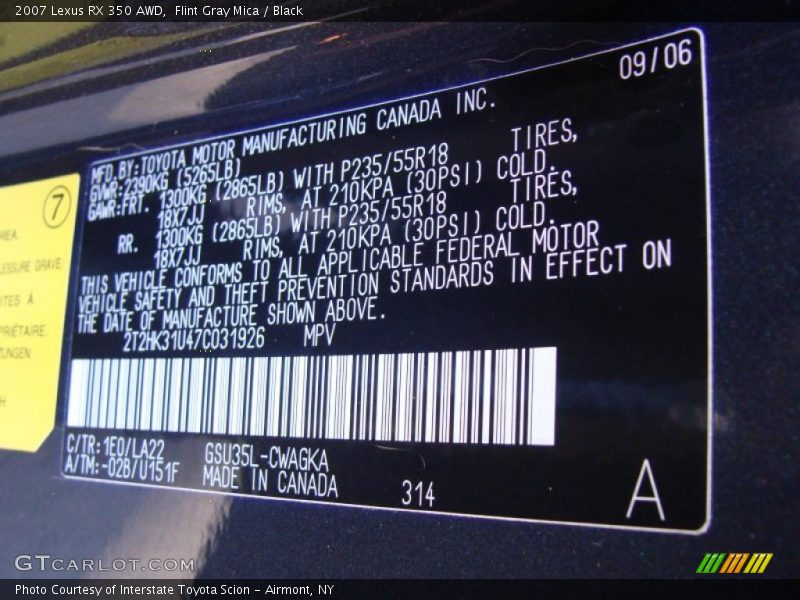 2007 Lexus RX 350 AWD, Flint Gray Mica / Black
09/06
MFD.BY:TOYOTA MOTOR MANUFACTURING CANADA INC.
GVWR:2390KG (5265LB)
GAWR:FRT. 1300KG (2865LB) WITH P235/55R18 TIRES,
18X7JJ RIMS, AT 210KPA (30PSI) COLD.
RR. 1300KG (2865LB) WITH P235/55R18 TIRES,
18X7JJ RIMS, AT 210KPA (30PSI) COLD.
THIS VEHICLE CONFORMS TO ALL APPLICABLE FEDERAL MOTOR
VEHICLE SAFETY AND THEFT PREVENTION STANDARDS IN EFFECT ON
THE DATE OF MANUFACTURE SHOWN ABOVE.
2T2HK31U47C031926 MPV
C/TR:1E0/LA22 GSU35L-CWAGKA
A/TM:-02B/U151F MADE IN CANADA
314
A
7
ESSURE GRAVE
ITES À
PRIÉTAIRE
ZUNGEN
GTCARLOT.COM
Photo Courtesy of Interstate Toyota Scion - Airmont, NY